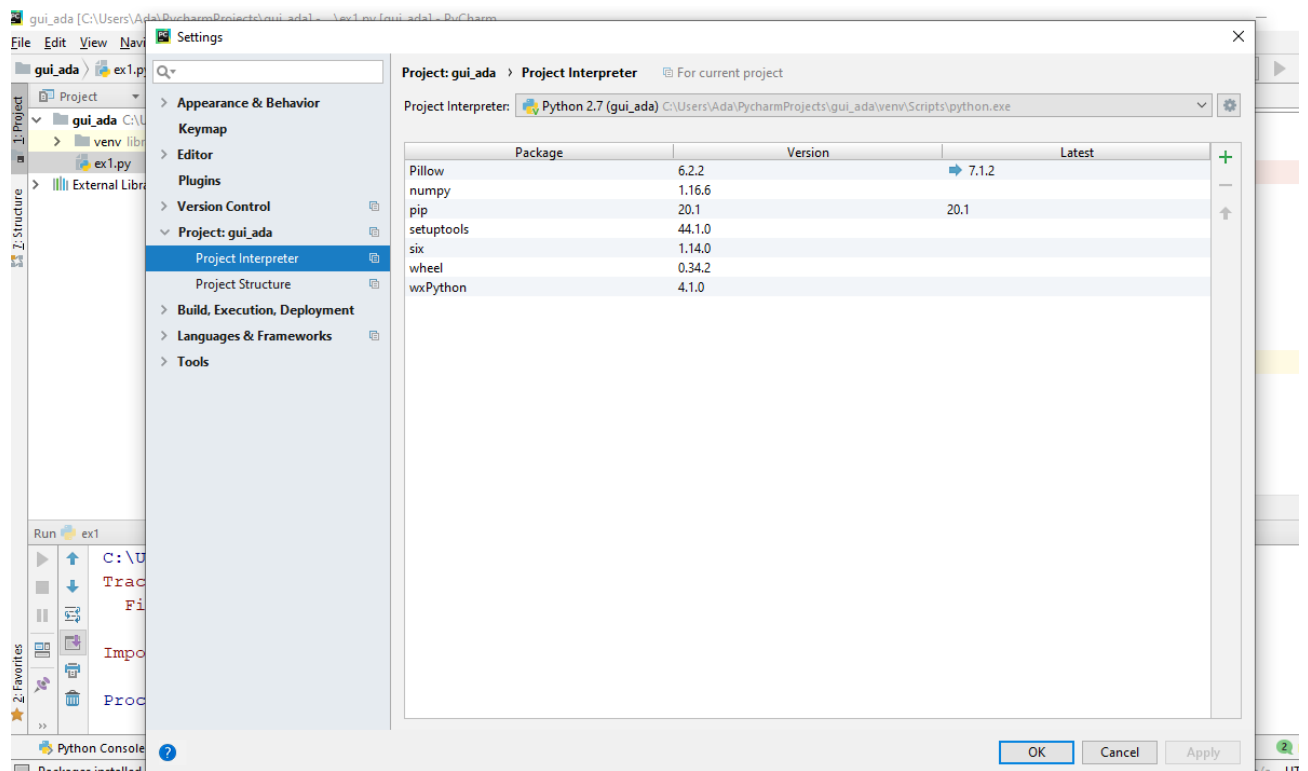 gui_ada [C:\Users\Ada\PycharmProjects\gui_ada] - ...\ex1.py [gui_ada] - PyCharm
File Edit View Navi
gui_ada ex1.p
Project
gui_ada C:\U
venv libr
ex1.py
External Libra
1: Project
7: Structure
2: Favorites
Settings
Appearance & Behavior
Keymap
Editor
Plugins
Version Control
Project: gui_ada
Project Interpreter
Project Structure
Build, Execution, Deployment
Languages & Frameworks
Tools
Project: gui_ada › Project Interpreter For current project
Project Interpreter: Python 2.7 (gui_ada) C:\Users\Ada\PycharmProjects\gui_ada\venv\Scripts\python.exe
Package Version Latest
Pillow 6.2.2 7.1.2
numpy 1.16.6
pip 20.1 20.1
setuptools 44.1.0
six 1.14.0
wheel 0.34.2
wxPython 4.1.0
Run ex1
C:\U
Trac
Fi
Impo
Proc
Python Console
OK Cancel Apply
2